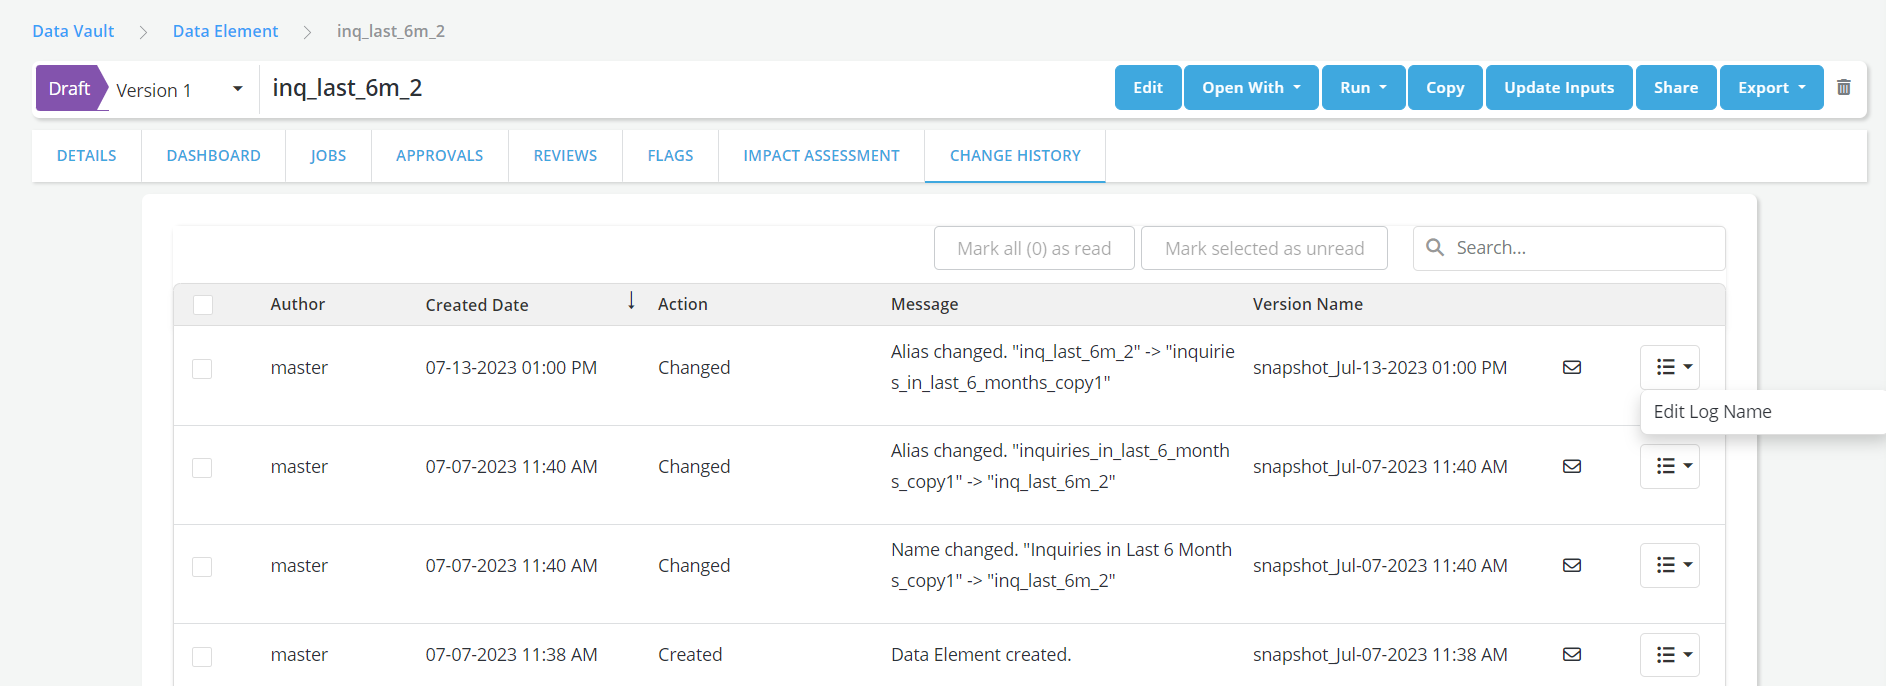 Data Vault > Data Element > inq_last_6m_2
Draft Version 1 inq_last_6m_2 Edit Open With Run Copy Update Inputs Share Export
DETAILS DASHBOARD JOBS APPROVALS REVIEWS FLAGS IMPACT ASSESSMENT CHANGE HISTORY
Mark all (0) as read Mark selected as unread Search...
Author Created Date ↓ Action Message Version Name
master 07-13-2023 01:00 PM Changed Alias changed. "inq_last_6m_2" -> "inquirie
s_in_last_6_months_copy1" snapshot_Jul-13-2023 01:00 PM
Edit Log Name
master 07-07-2023 11:40 AM Changed Alias changed. "inquiries_in_last_6_month
s_copy1" -> "inq_last_6m_2" snapshot_Jul-07-2023 11:40 AM
master 07-07-2023 11:40 AM Changed Name changed. "Inquiries in Last 6 Month
s_copy1" -> "inq_last_6m_2" snapshot_Jul-07-2023 11:40 AM
master 07-07-2023 11:38 AM Created Data Element created. snapshot_Jul-07-2023 11:38 AM